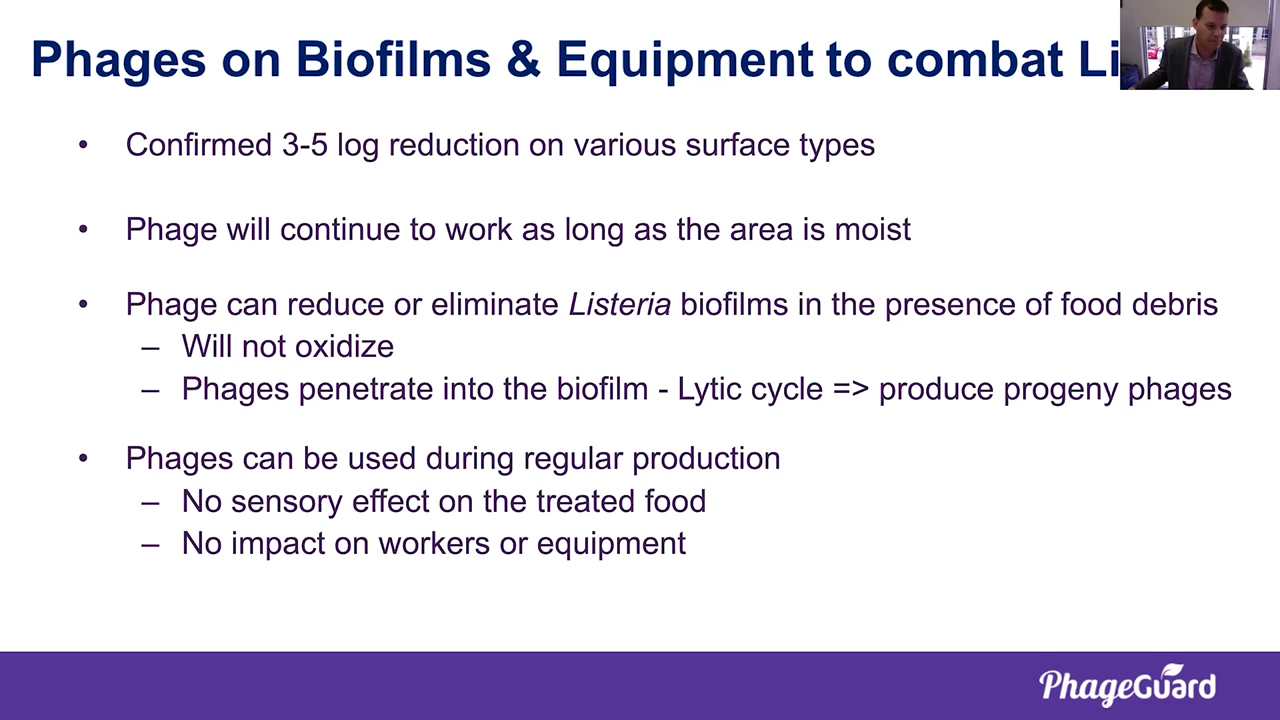 Phages on Biofilms & Equipment to combat Li
• Confirmed 3-5 log reduction on various surface types
• Phage will continue to work as long as the area is moist
• Phage can reduce or eliminate Listeria biofilms in the presence of food debris
– Will not oxidize
– Phages penetrate into the biofilm - Lytic cycle => produce progeny phages
• Phages can be used during regular production
– No sensory effect on the treated food
– No impact on workers or equipment
PhageGuard